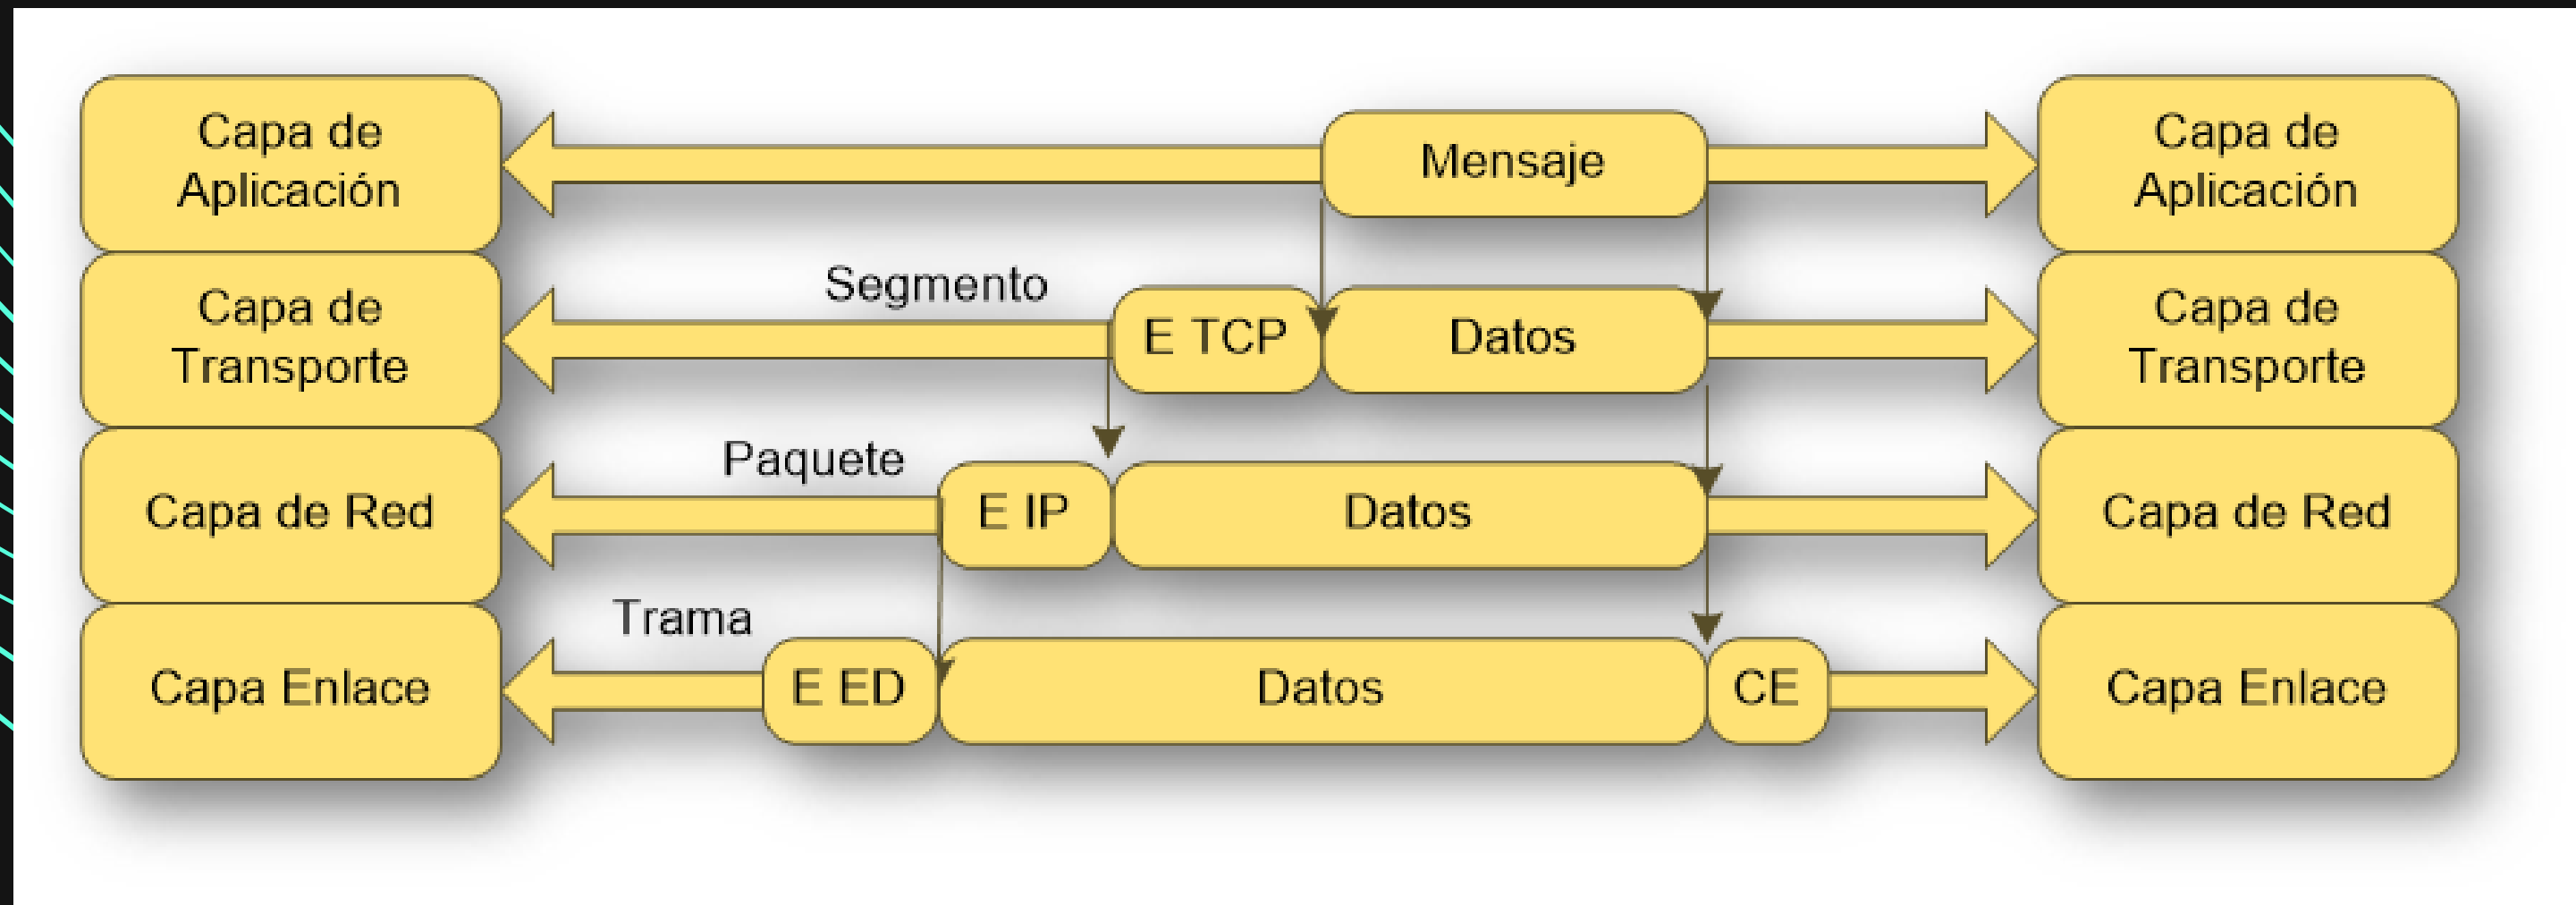 Capa de
Aplicación
Mensaje
Capa de
Aplicación
Segmento
Capa de
Transporte
E TCP
Datos
Capa de
Transporte
Paquete
Capa de Red
E IP
Datos
Capa de Red
Trama
Capa Enlace
E ED
Datos
CE
Capa Enlace